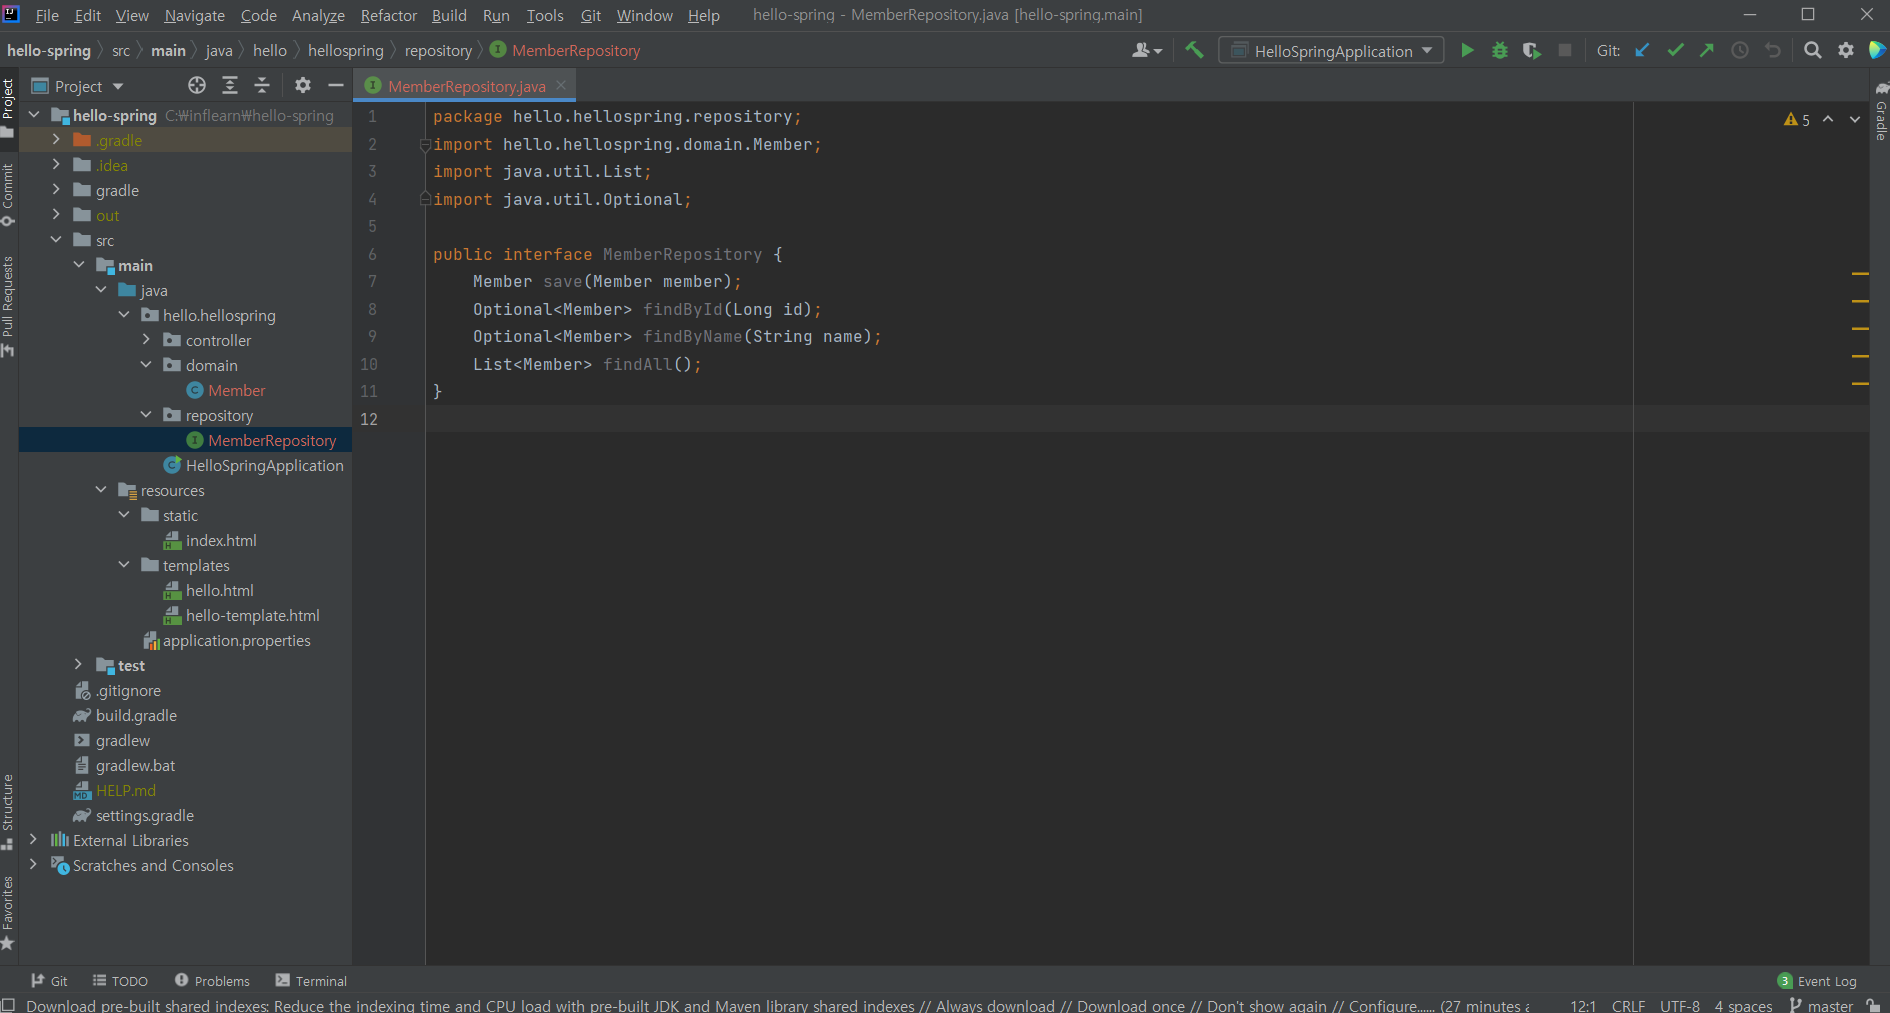 File Edit View Navigate Code Analyze Refactor Build Run Tools Git Window Help hello-spring - MemberRepository.java [hello-spring.main]
hello-spring src main java hello hellospring repository MemberRepository HelloSpringApplication Git:
Project
MemberRepository.java
hello-spring C:₩inflearn₩hello-spring
.gradle
.idea
gradle
out
src
main
java
hello.hellospring
controller
domain
Member
repository
MemberRepository
HelloSpringApplication
resources
static
index.html
templates
hello.html
hello-template.html
application.properties
test
.gitignore
build.gradle
gradlew
gradlew.bat
HELP.md
settings.gradle
External Libraries
Scratches and Consoles
1 package hello.hellospring.repository;
2 import hello.hellospring.domain.Member;
3 import java.util.List;
4 import java.util.Optional;
5
6 public interface MemberRepository {
7 Member save(Member member);
8 Optional<Member> findById(Long id);
9 Optional<Member> findByName(String name);
10 List<Member> findAll();
11 }
12
5
Project
Commit
Pull Requests
Structure
Favorites
Gradle
Git TODO Problems Terminal 3 Event Log
Download pre-built shared indexes: Reduce the indexing time and CPU load with pre-built JDK and Maven library shared indexes // Always download // Download once // Don't show again // Configure...... (27 minutes a 12:1 CRLF UTF-8 4 spaces master